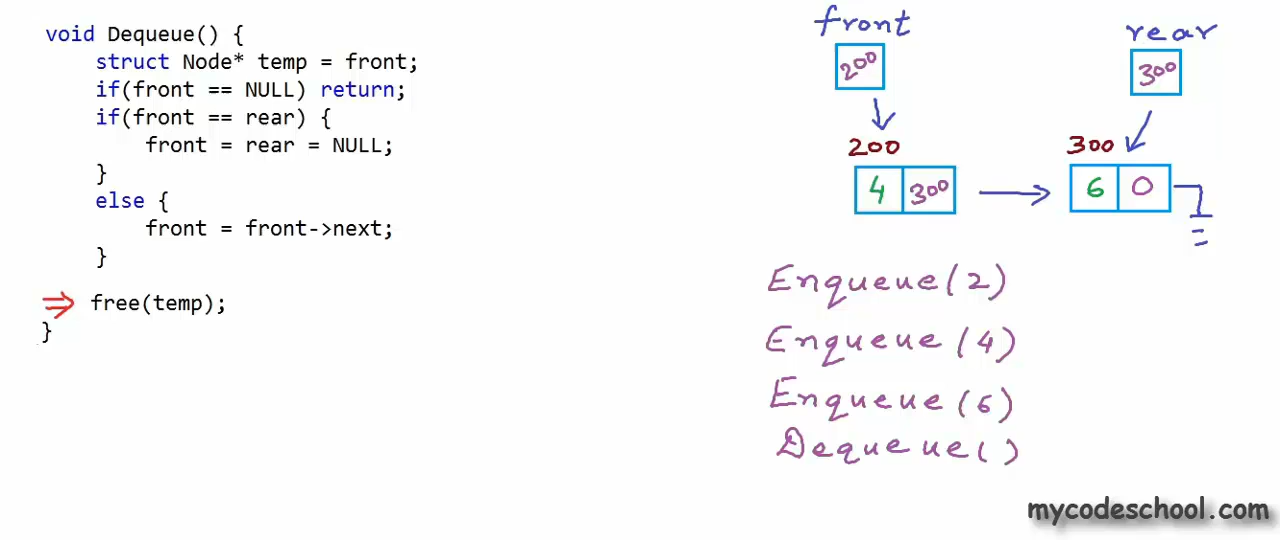 void Dequeue() {
struct Node* temp = front;
if(front == NULL) return;
if(front == rear) {
front = rear = NULL;
}
else {
front = front->next;
}
free(temp);
}
front
rear
200
300
200
300
4 300
6 0
Enqueue(2)
Enqueue(4)
Enqueue(6)
Dequeue()
mycodeschool.com